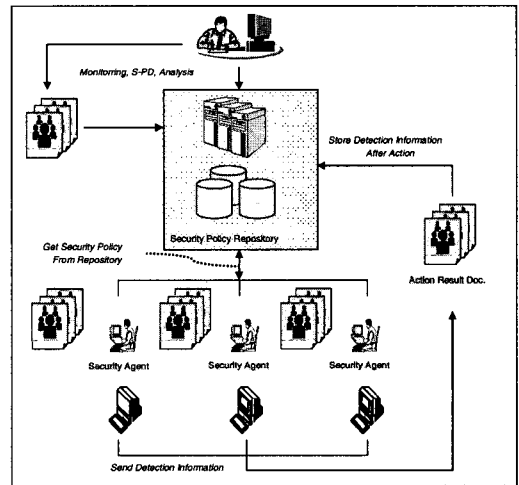 Monitorring, S-PD, Analysis
Store Detection Information
After Action
Security Policy Repository
Get Security Policy
From Repository
Action Result Doc.
Security Agent
Security Agent
Security Agent
Send Detection Information